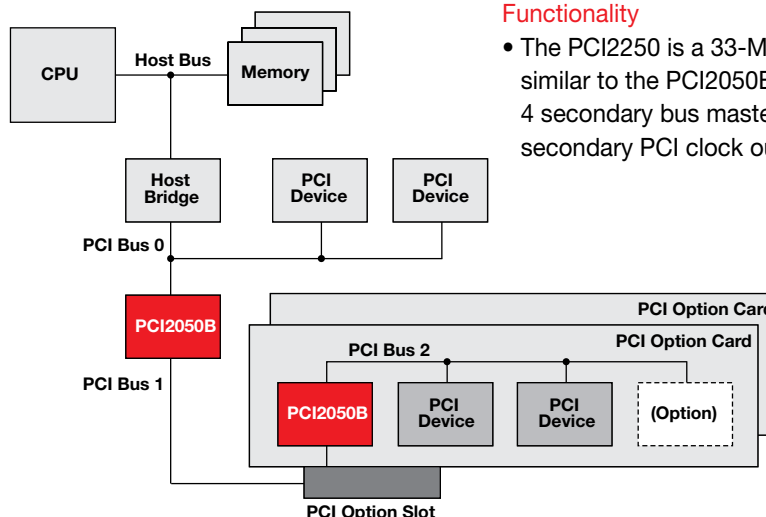 Functionality
• The PCI2250 is a 33-M
similar to the PCI2050B
4 secondary bus maste
secondary PCI clock ou
CPU
Host Bus
Memory
Host
Bridge
PCI
Device
PCI
Device
PCI Bus 0
PCI2050B
PCI Bus 1
PCI Option Card
PCI Option Card
PCI Bus 2
PCI2050B
PCI
Device
PCI
Device
(Option)
PCI Option Slot